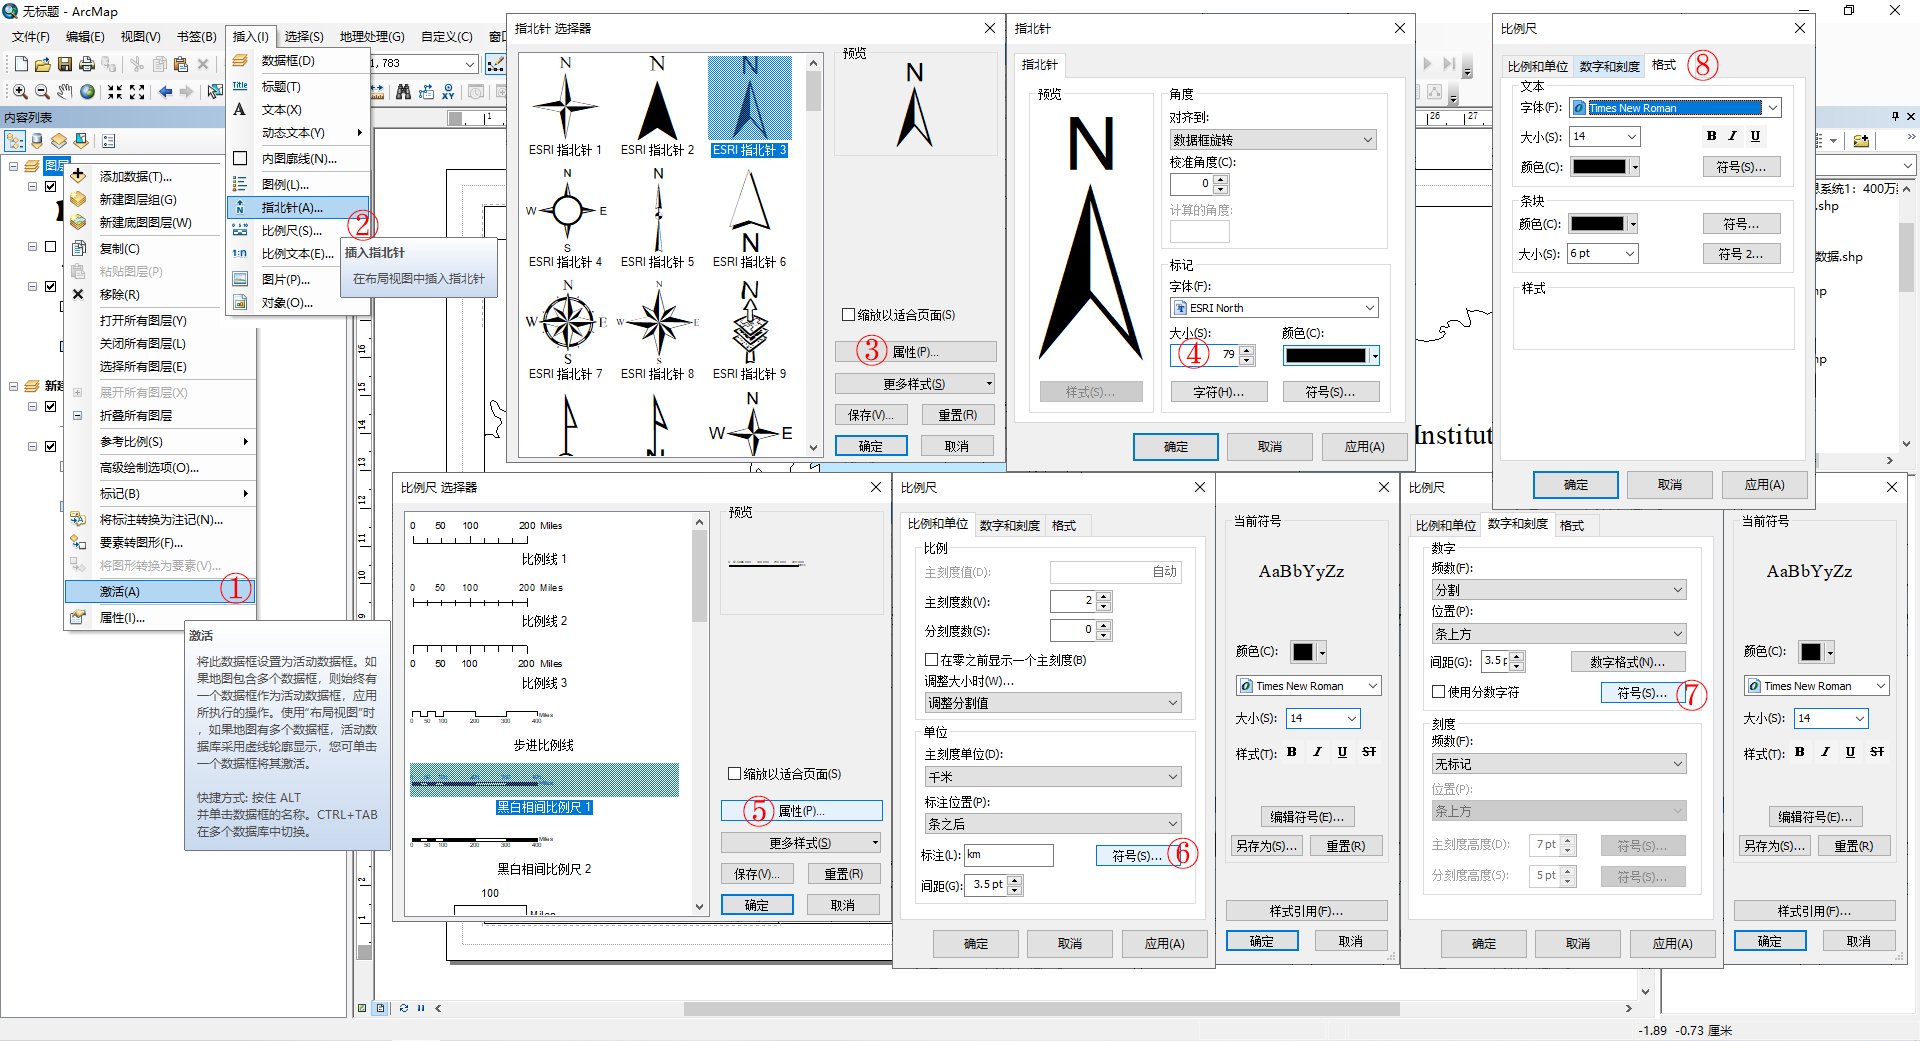 无标题 - ArcMap
文件(F) 编辑(E) 视图(V) 书签(B) 插入(I) 选择(S) 地理处理(G) 自定义(C) 窗口
1, 783
内容列表
图层
添加数据(T)...
新建图层组(G)
新建底图图层(W)
复制(C)
粘贴图层(P)
移除(R)
打开所有图层(Y)
关闭所有图层(L)
选择所有图层(E)
展开所有图层(X)
折叠所有图层
参考比例(S)
高级绘制选项(O)...
标记(B)
将标注转换为注记(N)...
要素转图形(F)...
将图形转换为要素(V)...
激活(A) ①
属性(I)...
激活
将此数据框设置为活动数据框。如
果地图包含多个数据框，则始终有
一个数据框作为活动数据框，应用
所执行的操作。使用“布局视图”时
，如果地图有多个数据框，活动数
据库采用虚线轮廓显示，您可单击
一个数据框将其激活。
快捷方式: 按住 ALT
并单击数据框的名称。CTRL+TAB
在多个数据库中切换。
数据框(D)
Title 标题(T)
A 文本(X)
动态文本(Y)
内图廓线(N)...
图例(L)...
指北针(A)...
②
比例尺(S)...
1:n 比例文本(E)...
图片(P)...
对象(O)...
插入指北针
在布局视图中插入指北针
指北针 选择器
ESRI 指北针 1
ESRI 指北针 2
ESRI 指北针 3
ESRI 指北针 4
ESRI 指北针 5
ESRI 指北针 6
ESRI 指北针 7
ESRI 指北针 8
ESRI 指北针 9
预览
N
缩放以适合页面(S)
③ 属性(P)...
更多样式(S)
保存(V)... 重置(R)
确定 取消
指北针
指北针
预览
N
样式(S)...
角度
对齐到:
数据框旋转
校准角度(C):
0
计算的角度:
标记
字体(F):
ESRI North
大小(S): 颜色(C):
④ 79
字符(H)... 符号(S)...
确定 取消 应用(A)
26 27
Institut
比例尺
比例和单位 数字和刻度 格式 ⑧
文本
字体(F): Times New Roman
大小(S): 14 B I U
颜色(C): 符号(S)...
条块
颜色(C): 符号...
大小(S): 6 pt 符号 2...
样式
确定 取消 应用(A)
息系统1：400万
.shp
数据.shp
比例尺 选择器
0 50 100 200 Miles
比例线 1
0 50 100 200 Miles
比例线 2
0 50 100 200 Miles
比例线 3
步进比例线
黑白相间比例尺 1
黑白相间比例尺 2
100
Miles
预览
缩放以适合页面(S)
⑤ 属性(P)...
更多样式(S)
保存(V)... 重置(R)
确定 取消
比例尺
比例和单位 数字和刻度 格式
比例
主刻度值(D): 自动
主刻度数(V): 2
分刻度数(S): 0
在零之前显示一个主刻度(B)
调整大小时(W)...
调整分割值
单位
主刻度单位(D):
千米
标注位置(P):
条之后
标注(L): km 符号(S)... ⑥
间距(G): 3.5 pt
确定 取消 应用(A)
当前符号
AaBbYyZz
颜色(C):
Times New Roman
大小(S): 14
样式(T): B I U ST
编辑符号(E)...
另存为(S)... 重置(R)
样式引用(F)...
确定 取消
比例尺
比例和单位 数字和刻度 格式
数字
频数(F):
分割
位置(P):
条上方
间距(G): 3.5 数字格式(N)...
使用分数字符 符号(S)... ⑦
刻度
频数(F):
无标记
位置(P):
条上方
主刻度高度(D): 7 pt 符号(S)...
分刻度高度(S): 5 pt 符号(S)...
确定 取消 应用(A)
当前符号
AaBbYyZz
颜色(C):
Times New Roman
大小(S): 14
样式(T): B I U ST
编辑符号(E)...
另存为(S)... 重置(R)
样式引用(F)...
确定 取消
-1.89 -0.73 厘米